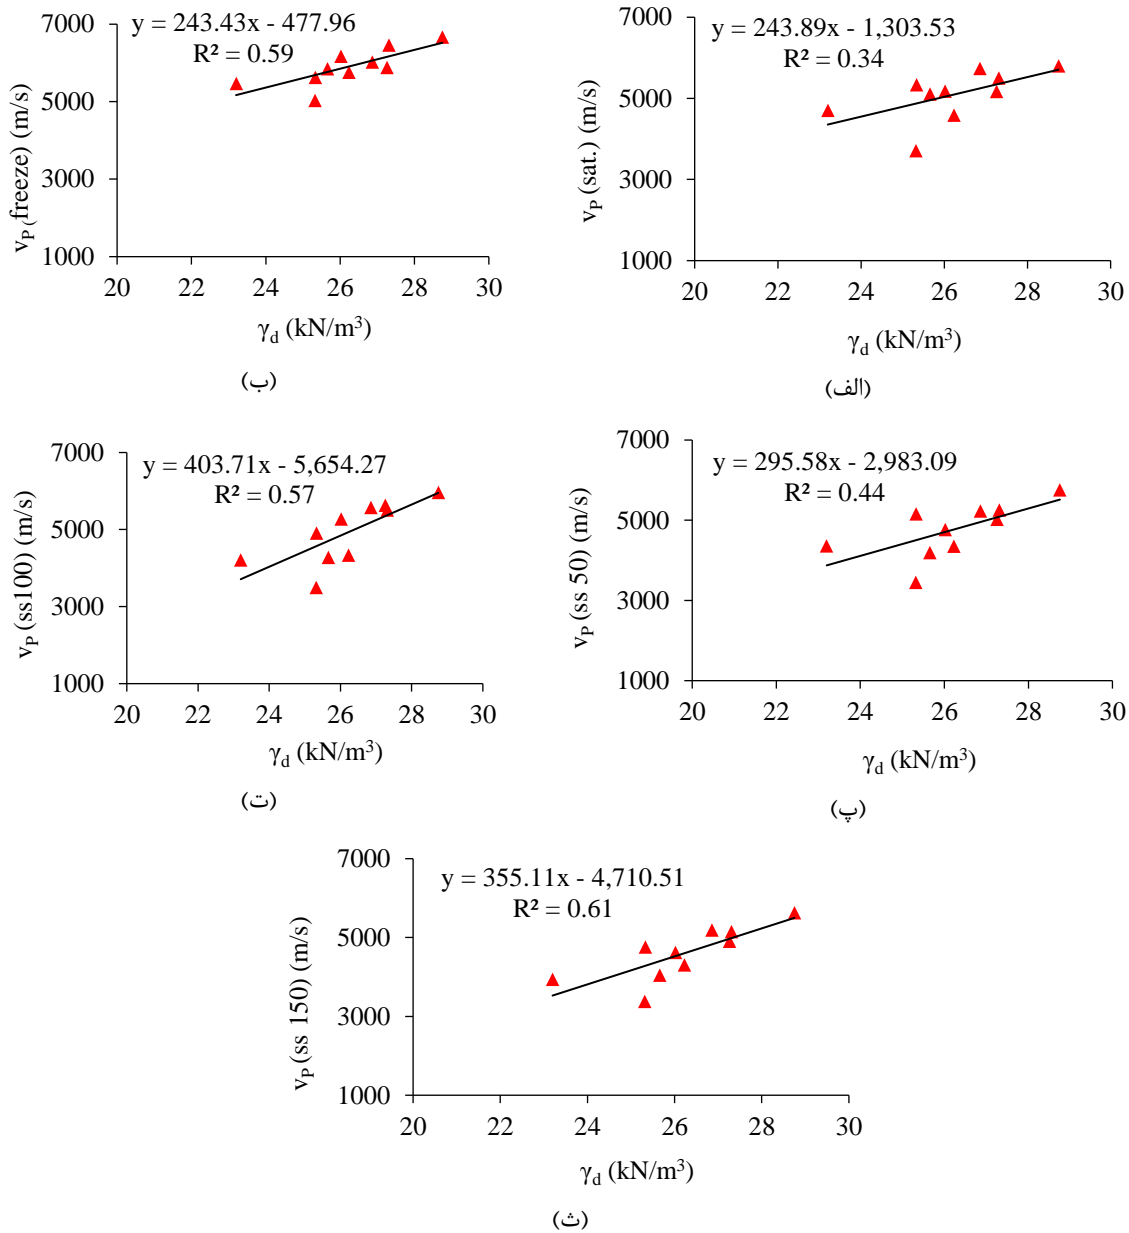 y = 243.89x - 1,303.53
R² = 0.34
7000
5000
3000
1000
20 22 24 26 28 30
vP (sat.) (m/s)
γd (kN/m³)
(الف)
y = 243.43x - 477.96
R² = 0.59
7000
5000
3000
1000
20 22 24 26 28 30
vP (freeze) (m/s)
γd (kN/m³)
(ب)
y = 295.58x - 2,983.09
R² = 0.44
7000
5000
3000
1000
20 22 24 26 28 30
vP (ss 50) (m/s)
γd (kN/m³)
(پ)
y = 403.71x - 5,654.27
R² = 0.57
7000
5000
3000
1000
20 22 24 26 28 30
vP (ss100) (m/s)
γd (kN/m³)
(ت)
y = 355.11x - 4,710.51
R² = 0.61
7000
5000
3000
1000
20 22 24 26 28 30
vP (ss 150) (m/s)
γd (kN/m³)
(ث)